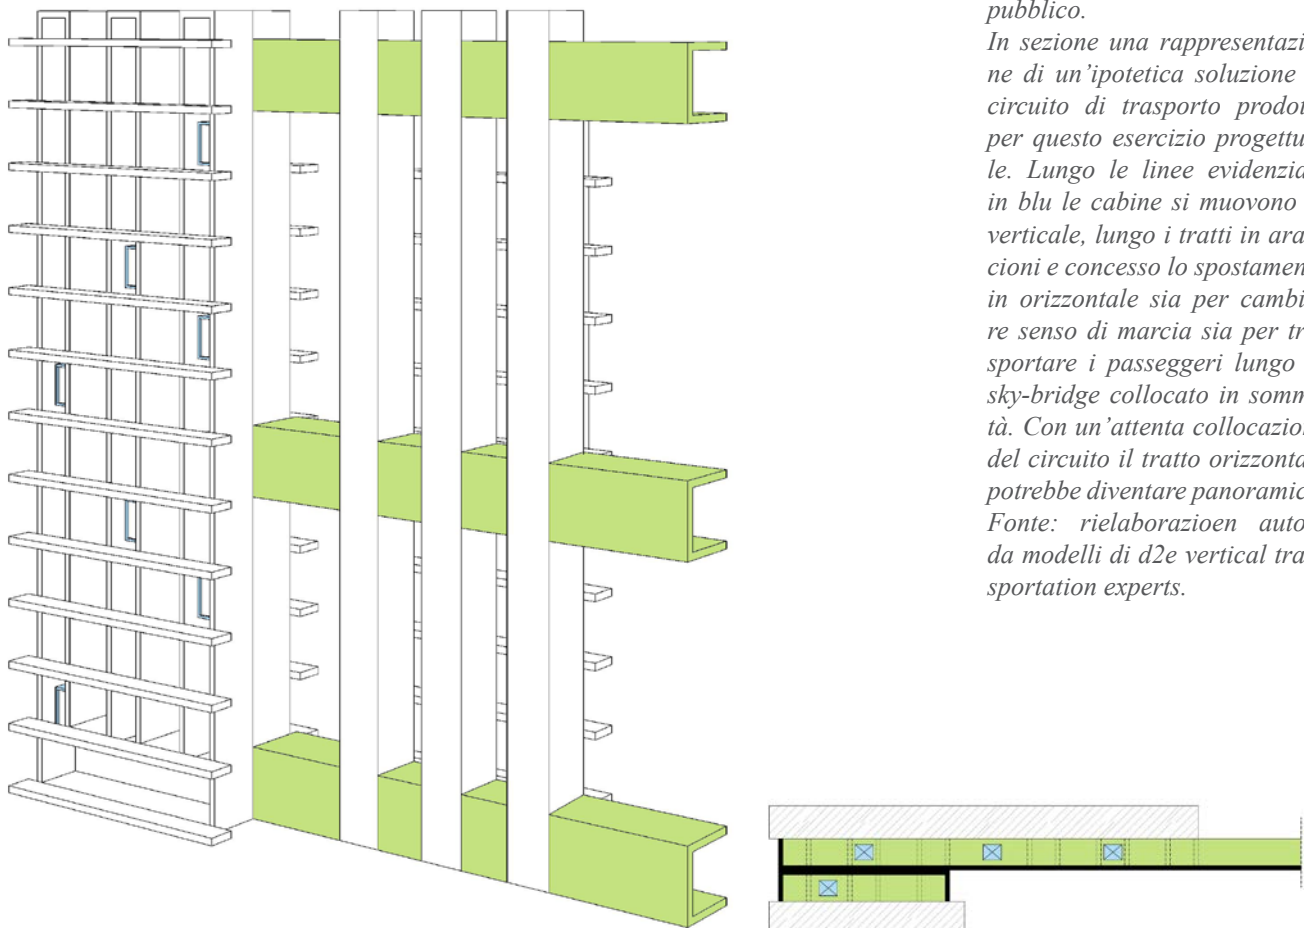 pubblico.
In sezione una rappresentazi
ne di un’ipotetica soluzione
circuito di trasporto prodot
per questo esercizio progettu
le. Lungo le linee evidenzia
in blu le cabine si muovono
verticale, lungo i tratti in ara
cioni e concesso lo spostamen
in orizzontale sia per cambi
re senso di marcia sia per tr
sportare i passeggeri lungo
sky-bridge collocato in somm
tà. Con un’attenta collocazion
del circuito il tratto orizzonta
potrebbe diventare panoramic
Fonte: rielaborazioen auto
da modelli di d2e vertical tra
sportation experts.